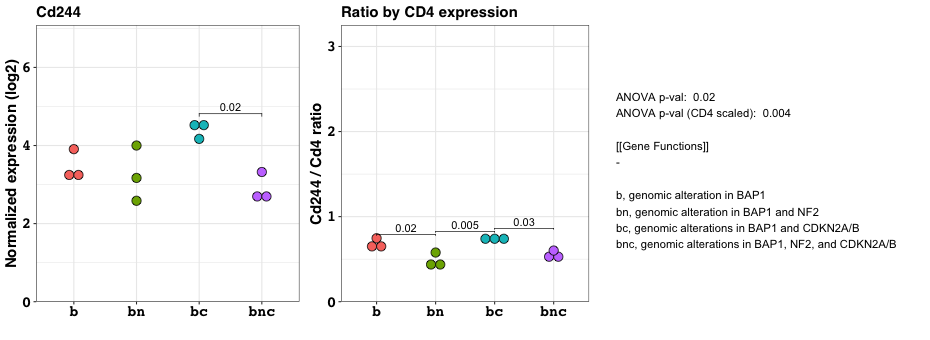 Cd244
Normalized expression (log2)
6
4
2
0
0.02
b bn bc bnc
Ratio by CD4 expression
Cd244 / Cd4 ratio
3
2
1
0
0.02 0.005 0.03
b bn bc bnc
ANOVA p-val: 0.02
ANOVA p-val (CD4 scaled): 0.004
[[Gene Functions]]
-
b, genomic alteration in BAP1
bn, genomic alteration in BAP1 and NF2
bc, genomic alterations in BAP1 and CDKN2A/B
bnc, genomic alterations in BAP1, NF2, and CDKN2A/B